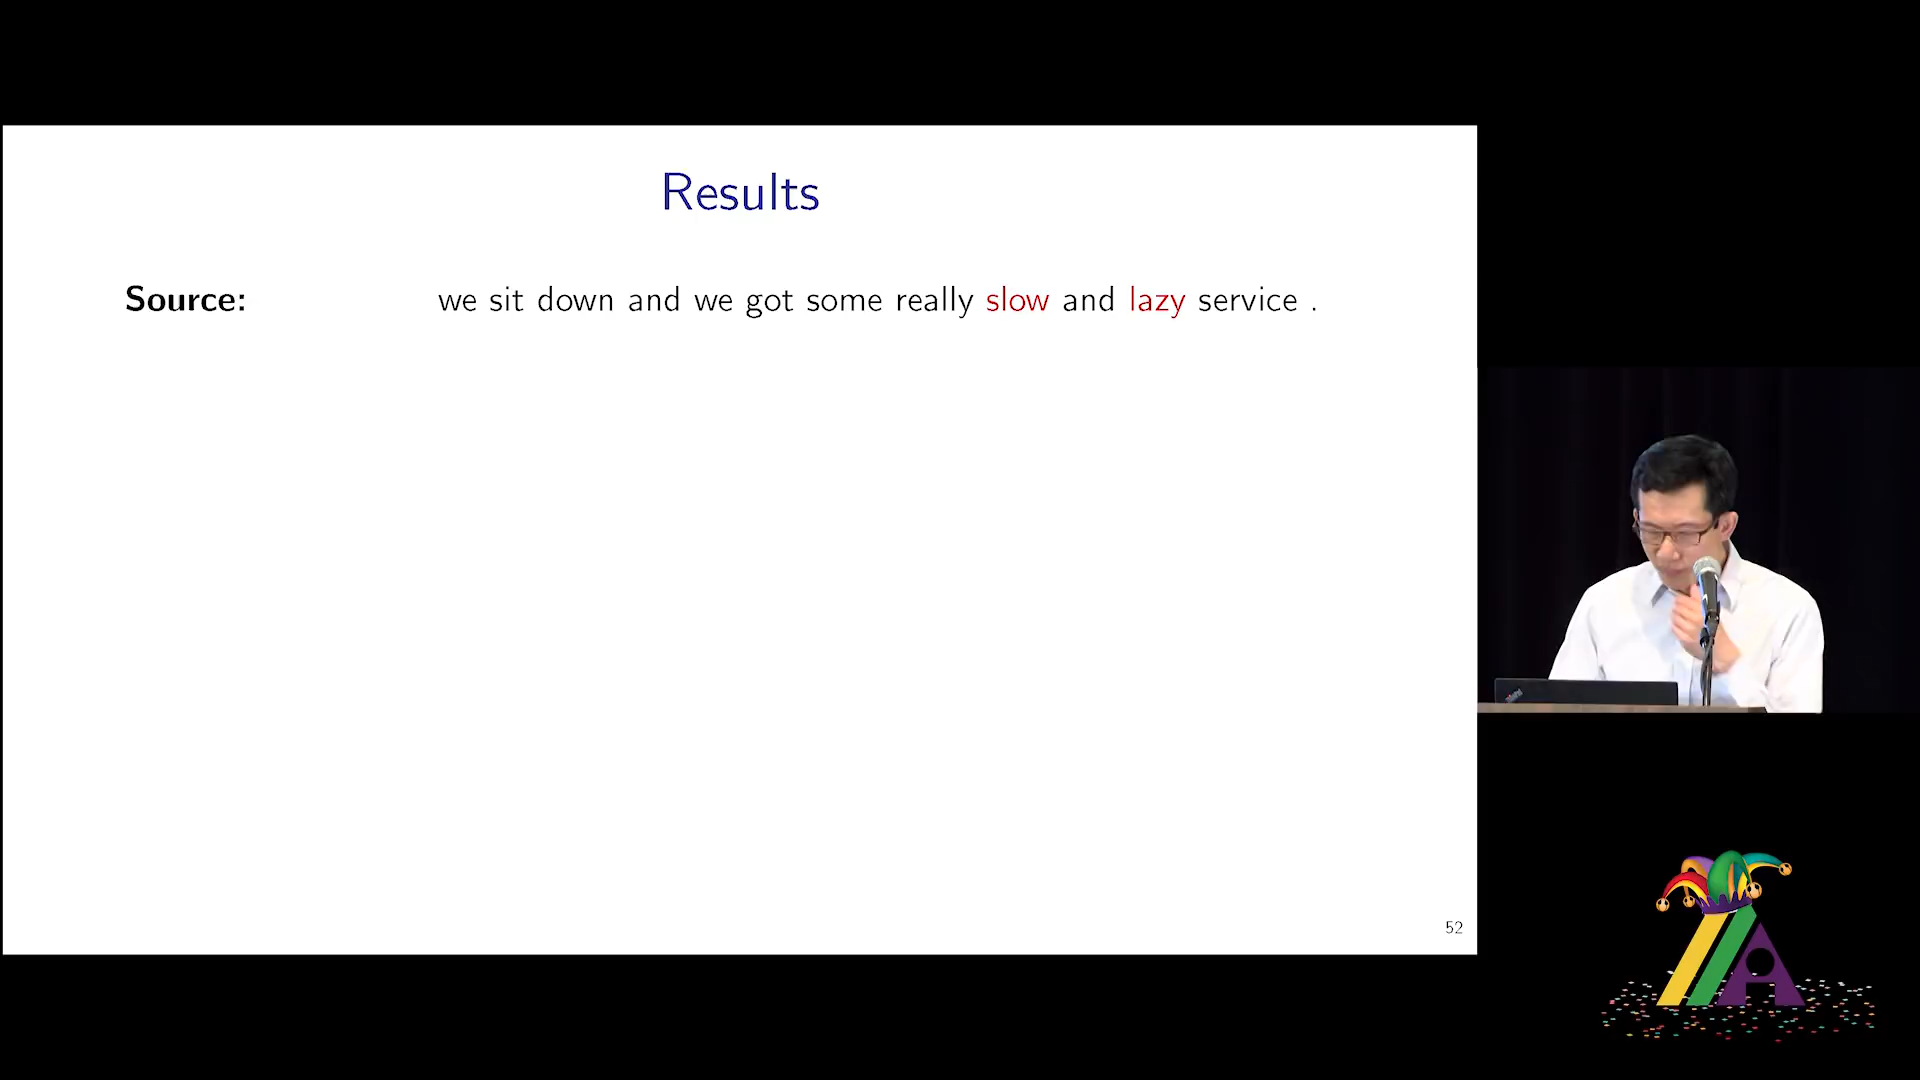 Results
Source: we sit down and we got some really slow and lazy service .
52